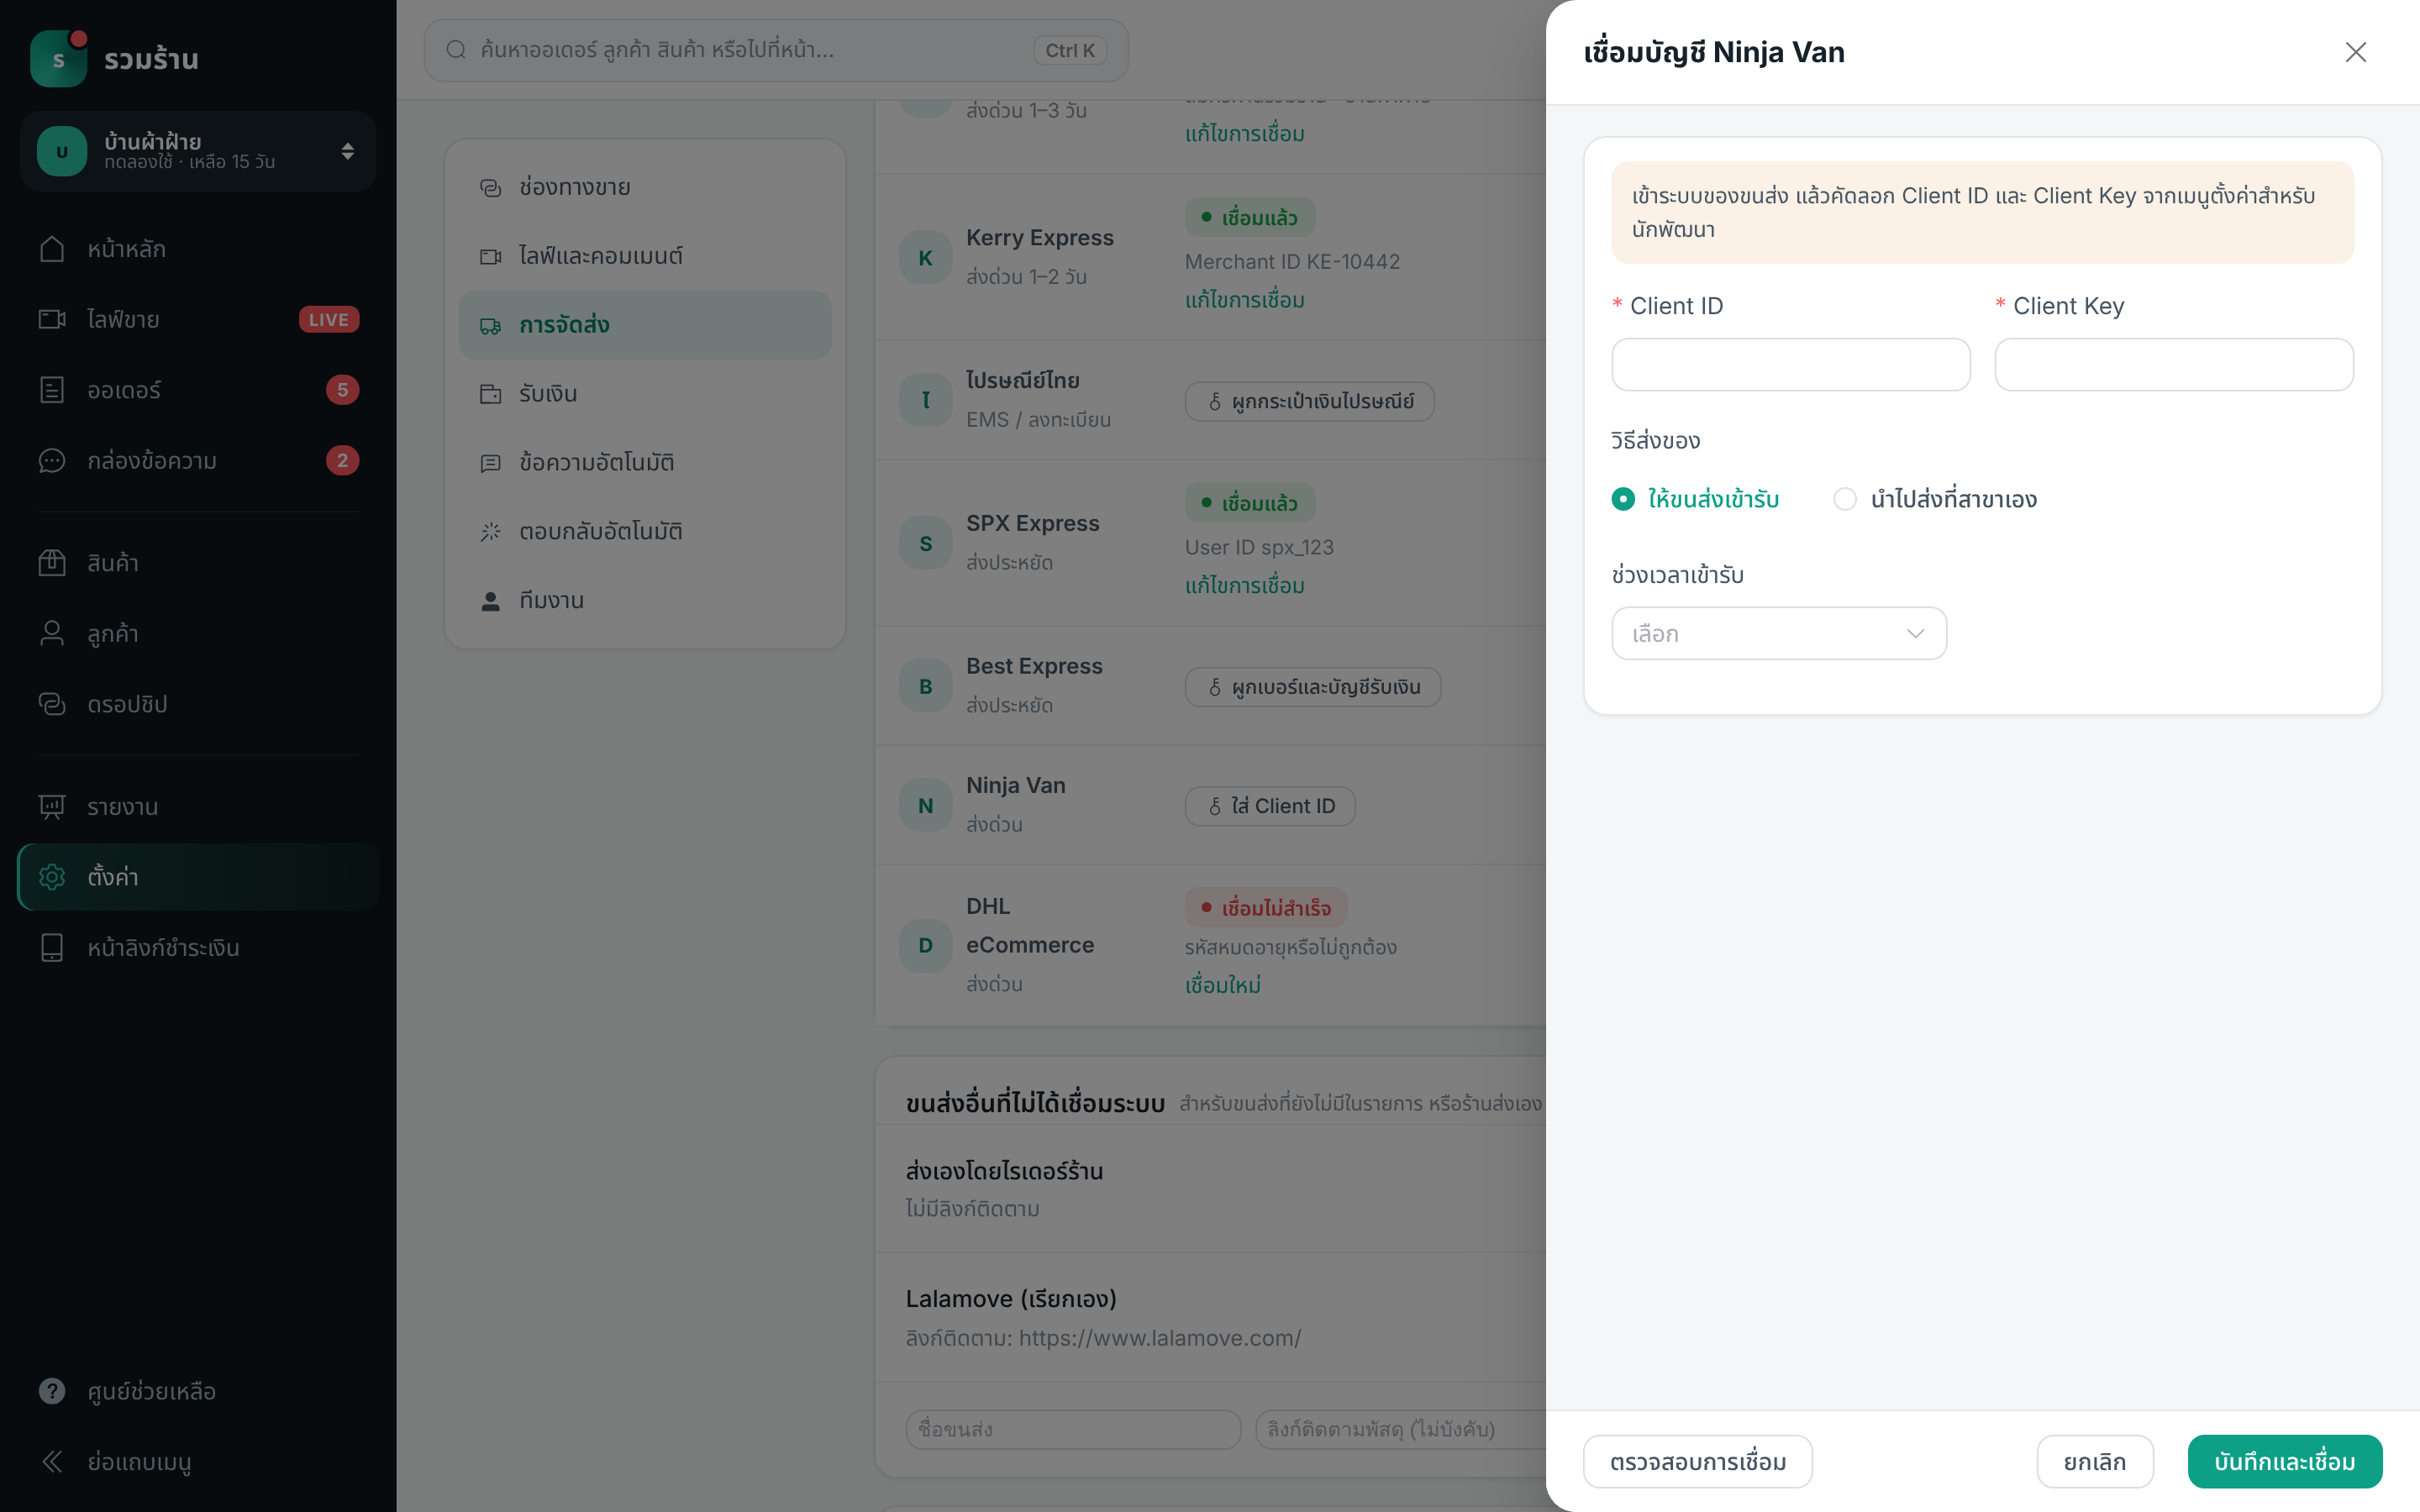 S
รวมร้าน
บ
บ้านผ้าฝ้าย
ทดลองใช้ · เหลือ 15 วัน
หน้าหลัก
ไลฟ์ขาย
LIVE
ออเดอร์
5
กล่องข้อความ
2
สินค้า
ลูกค้า
ดรอปชิป
รายงาน
ตั้งค่า
หน้าลิงก์ชำระเงิน
ศูนย์ช่วยเหลือ
ย่อแถบเมนู
ค้นหาออเดอร์ ลูกค้า สินค้า หรือไปที่หน้า...
Ctrl K
ช่องทางขาย
ไลฟ์และคอมเมนต์
การจัดส่ง
รับเงิน
ข้อความอัตโนมัติ
ตอบกลับอัตโนมัติ
ทีมงาน
ส่งด่วน 1–3 วัน
แก้ไขการเชื่อม
K
Kerry Express
ส่งด่วน 1–2 วัน
เชื่อมแล้ว
Merchant ID KE-10442
แก้ไขการเชื่อม
ไ
ไปรษณีย์ไทย
EMS / ลงทะเบียน
ผูกกระเป๋าเงินไปรษณีย์
S
SPX Express
ส่งประหยัด
เชื่อมแล้ว
User ID spx_123
แก้ไขการเชื่อม
B
Best Express
ส่งประหยัด
ผูกเบอร์และบัญชีรับเงิน
N
Ninja Van
ส่งด่วน
ใส่ Client ID
D
DHL
eCommerce
ส่งด่วน
เชื่อมไม่สำเร็จ
รหัสหมดอายุหรือไม่ถูกต้อง
เชื่อมใหม่
ขนส่งอื่นที่ไม่ได้เชื่อมระบบ สำหรับขนส่งที่ยังไม่มีในรายการ หรือร้านส่งเอง
ส่งเองโดยไรเดอร์ร้าน
ไม่มีลิงก์ติดตาม
Lalamove (เรียกเอง)
ลิงก์ติดตาม: https://www.lalamove.com/
ชื่อขนส่ง
ลิงก์ติดตามพัสดุ (ไม่บังคับ)
เชื่อมบัญชี Ninja Van
เข้าระบบของขนส่ง แล้วคัดลอก Client ID และ Client Key จากเมนูตั้งค่าสำหรับ
นักพัฒนา
* Client ID
* Client Key
วิธีส่งของ
ให้ขนส่งเข้ารับ
นำไปส่งที่สาขาเอง
ช่วงเวลาเข้ารับ
เลือก
ตรวจสอบการเชื่อม
ยกเลิก
บันทึกและเชื่อม